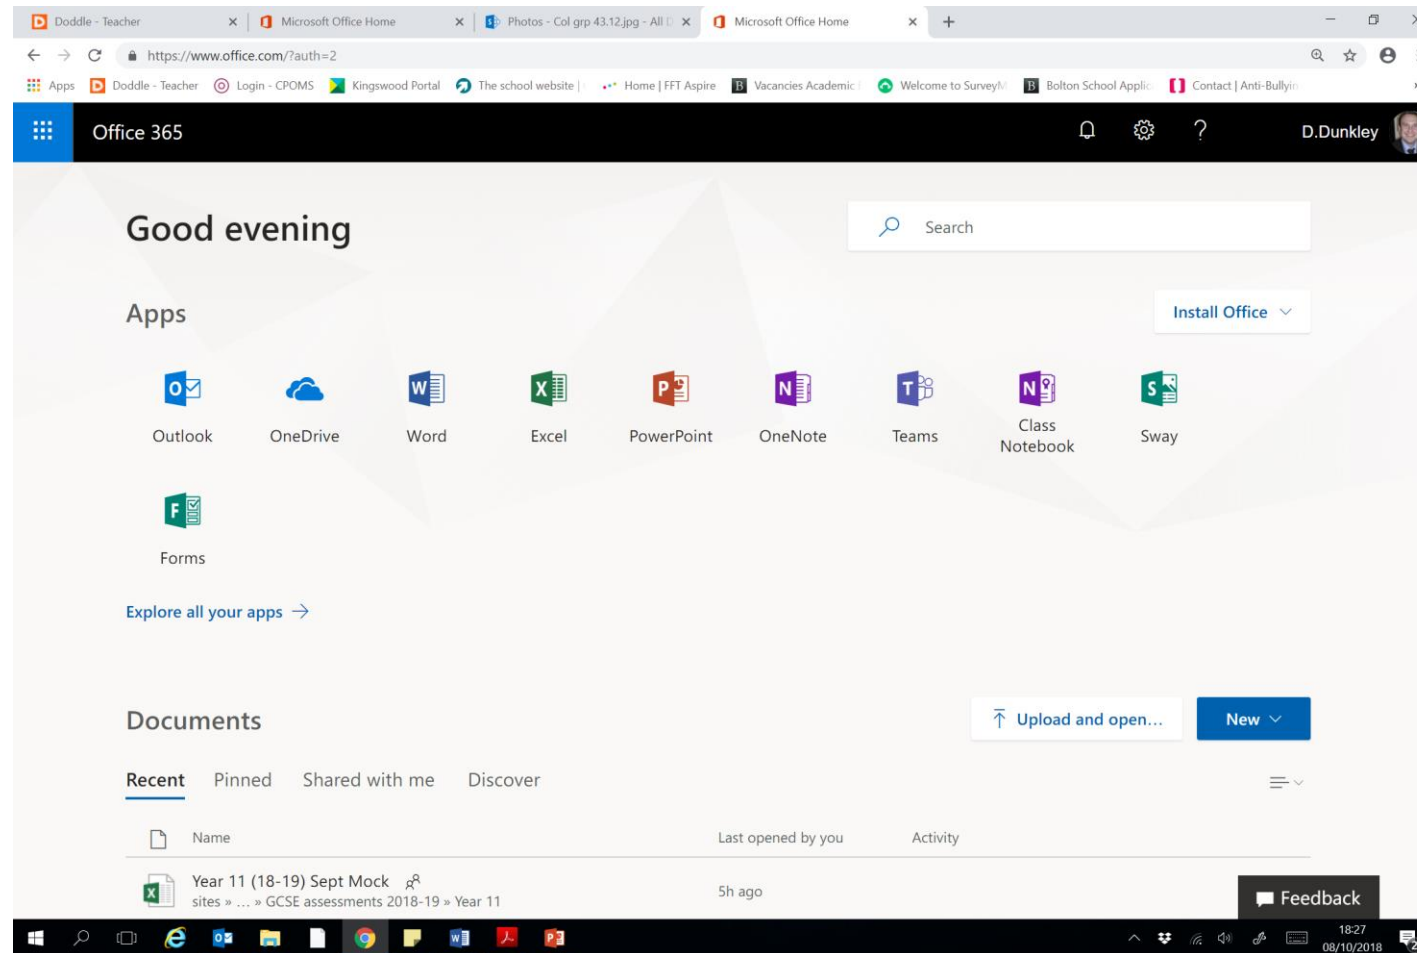 Doddle - Teacher
Microsoft Office Home
Photos - Col grp 43.12.jpg - All D
Microsoft Office Home
https://www.office.com/?auth=2
Apps
Doddle - Teacher
Login - CPOMS
Kingswood Portal
The school website |
Home | FFT Aspire
Vacancies Academic
Welcome to SurveyM
Bolton School Applic
Contact | Anti-Bullyin
Office 365
D.Dunkley
Good evening
Search
Apps
Install Office
Outlook
OneDrive
Word
Excel
PowerPoint
OneNote
Teams
Class
Notebook
Sway
Forms
Explore all your apps
Documents
Upload and open...
New
Recent
Pinned
Shared with me
Discover
Name
Last opened by you
Activity
Year 11 (18-19) Sept Mock
sites » ... » GCSE assessments 2018-19 » Year 11
5h ago
Feedback
18:27
08/10/2018
2